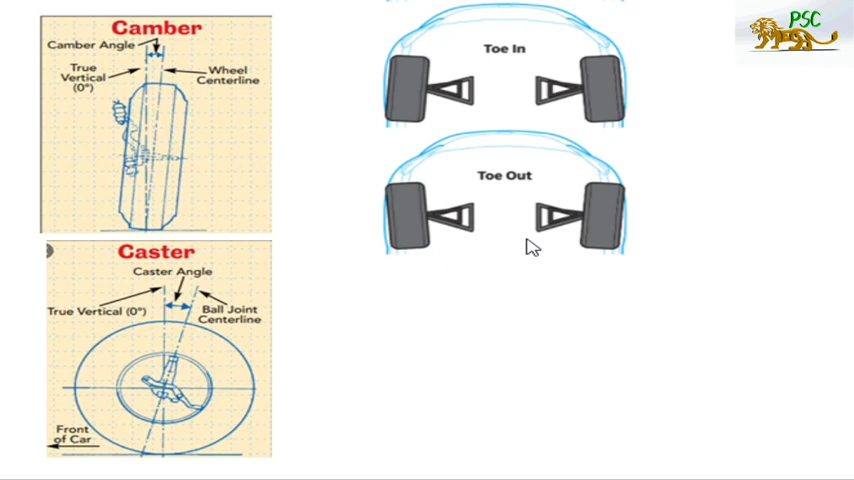 Camber
Camber Angle
True
Vertical
(0°)
Wheel
Centerline
Caster
Caster Angle
True Vertical (0°)
Ball Joint
Centerline
Front
of Car
Toe In
Toe Out
PSC